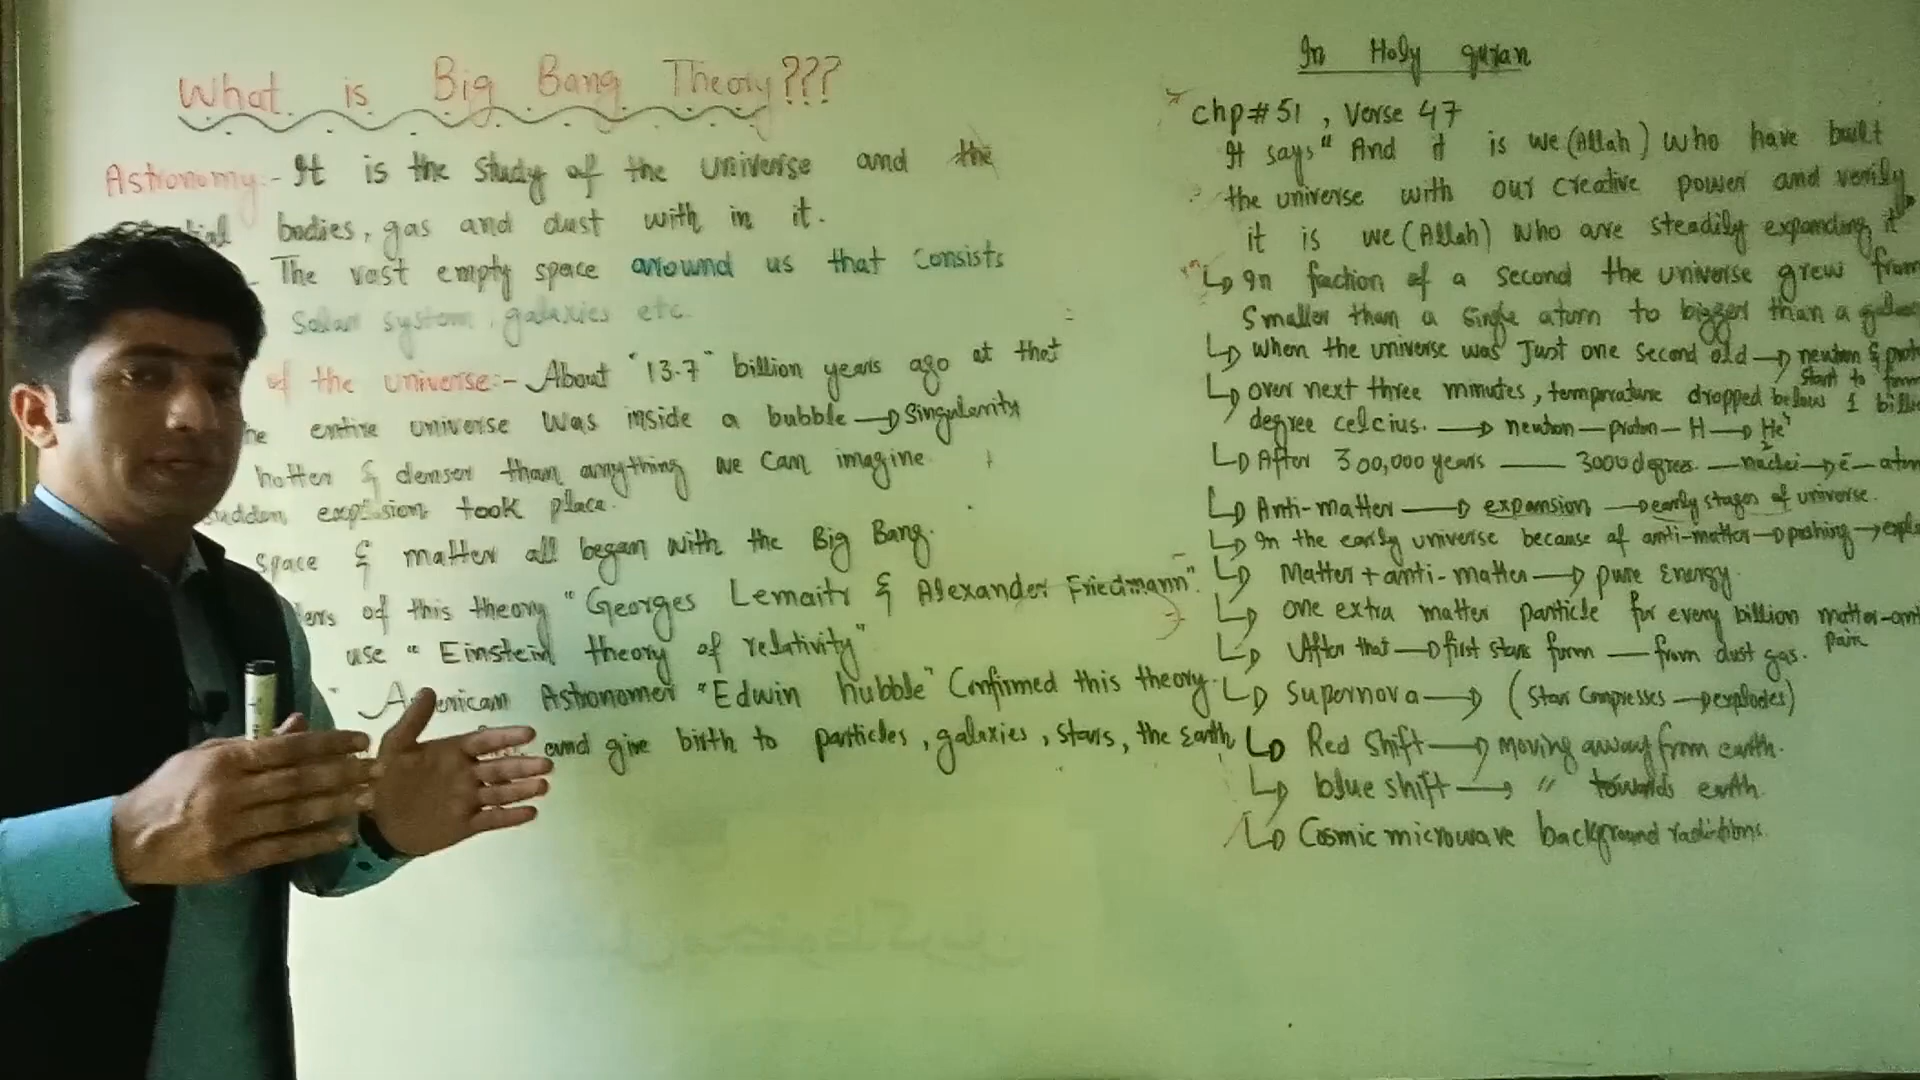 What is Big Bang Theory???
Astronomy:- It is the study of the universe and the
bodies, gas and dust with in it.
The vast empty space around us that consists
Solar system, galaxies etc.
of the universe:- About "13.7" billion years ago at that
entire universe was inside a bubble → Singularity
hotter & denser than anything we can imagine.
sudden explosion took place.
space & matter all began with the Big Bang.
of this theory "Georges Lemaitr & Alexander Friedmann".
use "Einstein theory of relativity"
American Astronomer "Edwin hubble" Confirmed this theory.
and give birth to particles, galaxies, stars, the Earth
In Holy quran
chp# 51, Verse 47
It says "And it is we (Allah) who have built
the universe with our creative power and verily
it is we (Allah) who are steadily expanding it"
↳ In faction of a second the universe grew from
Smaller than a single atom to bigger than a
↳ when the universe was Just one second old →
start to form
↳ over next three minutes, temperature dropped below 1
degree celcius. → newton — proton — H → He
↳ After 300,000 years — 3000 degrees — nuclei → e̅ — atom
↳ Anti-matter → expansion → early stages of universe.
↳ In the early universe because of anti-matter → pushing →
↳ Matter + anti-matter → pure Energy.
↳ one extra matter particle for every billion matter-
pair
↳ After that → first stars form — from dust gas.
↳ Supernova → (star compresses → explodes)
↳ Red Shift → moving away from earth.
↳ blue shift → " towards earth.
↳ Cosmic microwave background radiations.